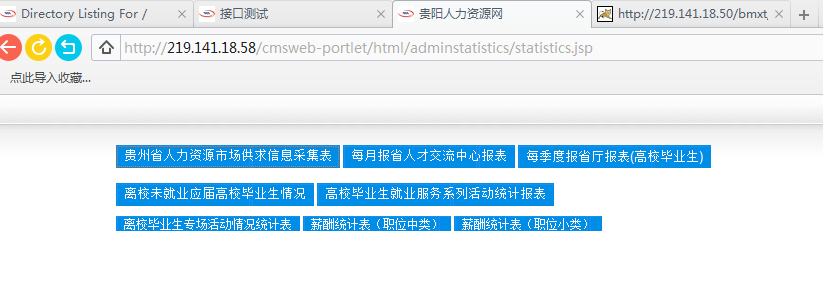 Directory Listing For / 接口测试 贵阳人力资源网 http://219.141.18.50/bmxt
http://219.141.18.58/cmsweb-portlet/html/adminstatistics/statistics.jsp
点此导入收藏...
贵州省人力资源市场供求信息采集表 每月报省人才交流中心报表 每季度报省厅报表(高校毕业生)
离校未就业应届高校毕业生情况 高校毕业生就业服务系列活动统计报表
离校毕业生专场活动情况统计表 薪酬统计表（职位中类） 薪酬统计表（职位小类）